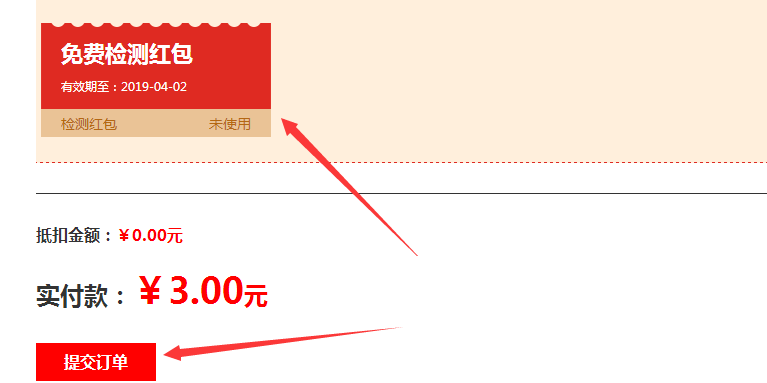 免费检测红包
有效期至：2019-04-02
检测红包 未使用
抵扣金额：￥0.00元
实付款：￥3.00元
提交订单